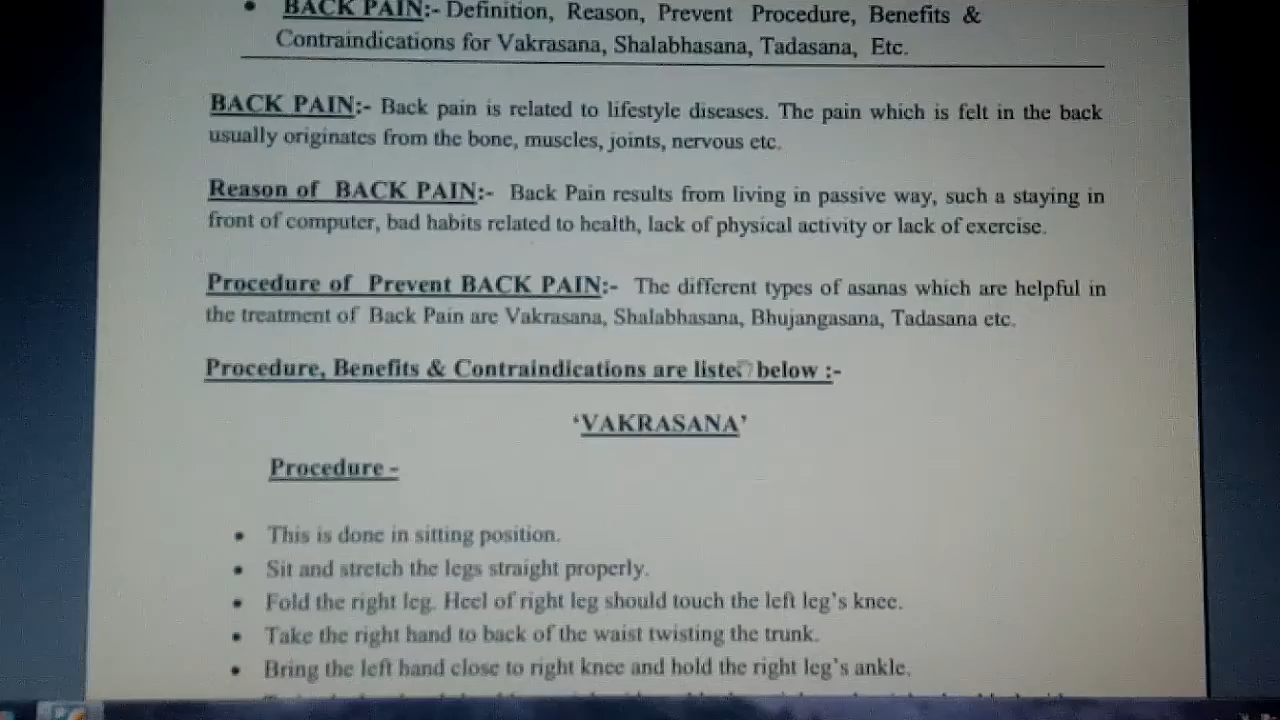 • BACK PAIN:- Definition, Reason, Prevent Procedure, Benefits &
Contraindications for Vakrasana, Shalabhasana, Tadasana, Etc.
BACK PAIN:- Back pain is related to lifestyle diseases. The pain which is felt in the back
usually originates from the bone, muscles, joints, nervous etc.
Reason of BACK PAIN:- Back Pain results from living in passive way, such a staying in
front of computer, bad habits related to health, lack of physical activity or lack of exercise.
Procedure of Prevent BACK PAIN:- The different types of asanas which are helpful in
the treatment of Back Pain are Vakrasana, Shalabhasana, Bhujangasana, Tadasana etc.
Procedure, Benefits & Contraindications are listed below :-
‘VAKRASANA’
Procedure -
• This is done in sitting position.
• Sit and stretch the legs straight properly.
• Fold the right leg. Heel of right leg should touch the left leg’s knee.
• Take the right hand to back of the waist twisting the trunk.
• Bring the left hand close to right knee and hold the right leg’s ankle.